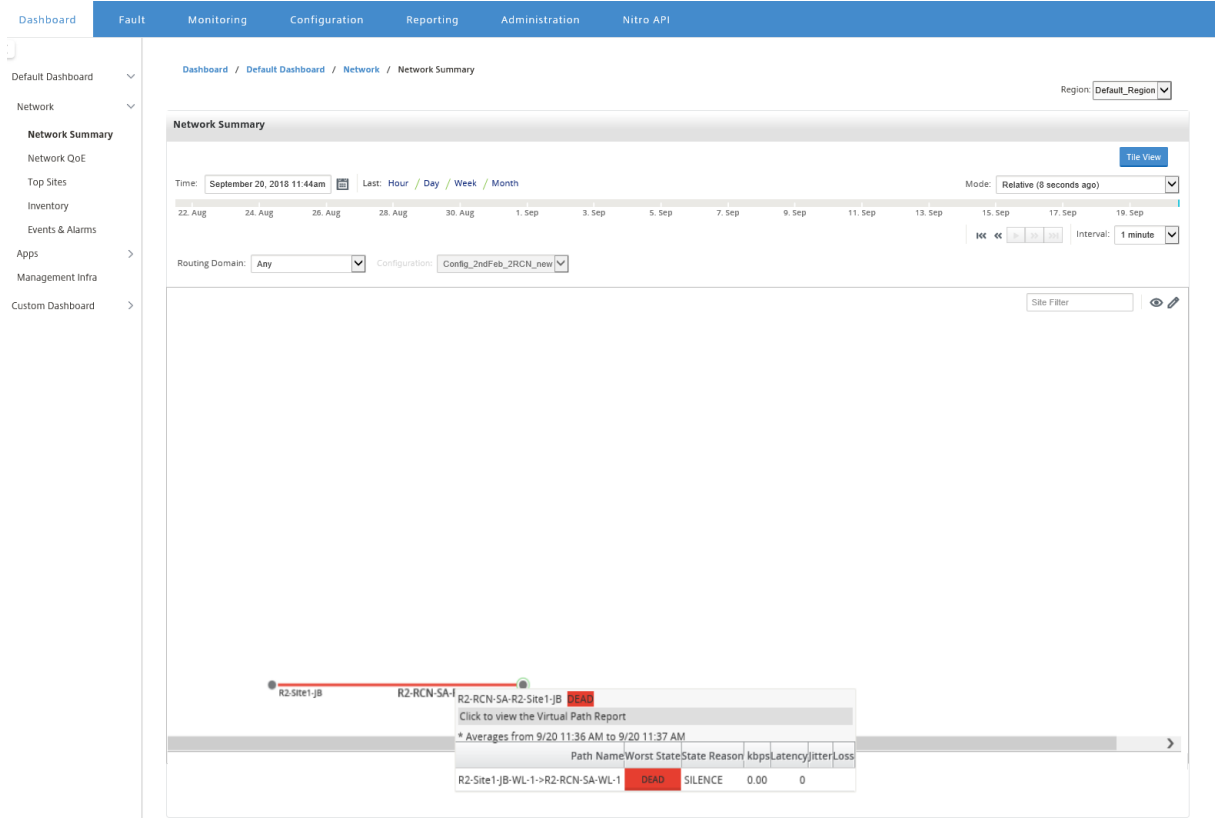 Dashboard Fault Monitoring Configuration Reporting Administration Nitro API
Default Dashboard
Network
Network Summary
Network QoE
Top Sites
Inventory
Events & Alarms
Apps
Management Infra
Custom Dashboard
Dashboard / Default Dashboard / Network / Network Summary
Region: Default_Region
Network Summary
Tile View
Time: September 20, 2018 11:44am Last: Hour / Day / Week / Month Mode: Relative (8 seconds ago)
22. Aug 24. Aug 26. Aug 28. Aug 30. Aug 1. Sep 3. Sep 5. Sep 7. Sep 9. Sep 11. Sep 13. Sep 15. Sep 17. Sep 19. Sep
Interval: 1 minute
Routing Domain: Any Configuration: Config_2ndFeb_2RCN_new
Site Filter
R2-Site1-JB R2-RCN-SA-
R2-RCN-SA-R2-Site1-JB DEAD
Click to view the Virtual Path Report
* Averages from 9/20 11:36 AM to 9/20 11:37 AM
Path Name Worst State State Reason kbps Latency Jitter Loss
R2-Site1-JB-WL-1->R2-RCN-SA-WL-1 DEAD SILENCE 0.00 0